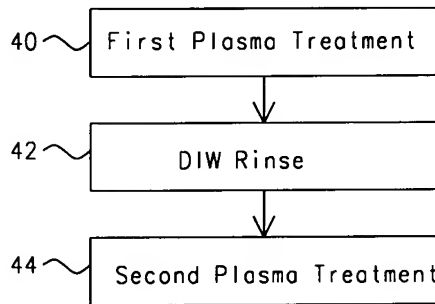 40 First Plasma Treatment
42 DIW Rinse
44 Second Plasma Treatment